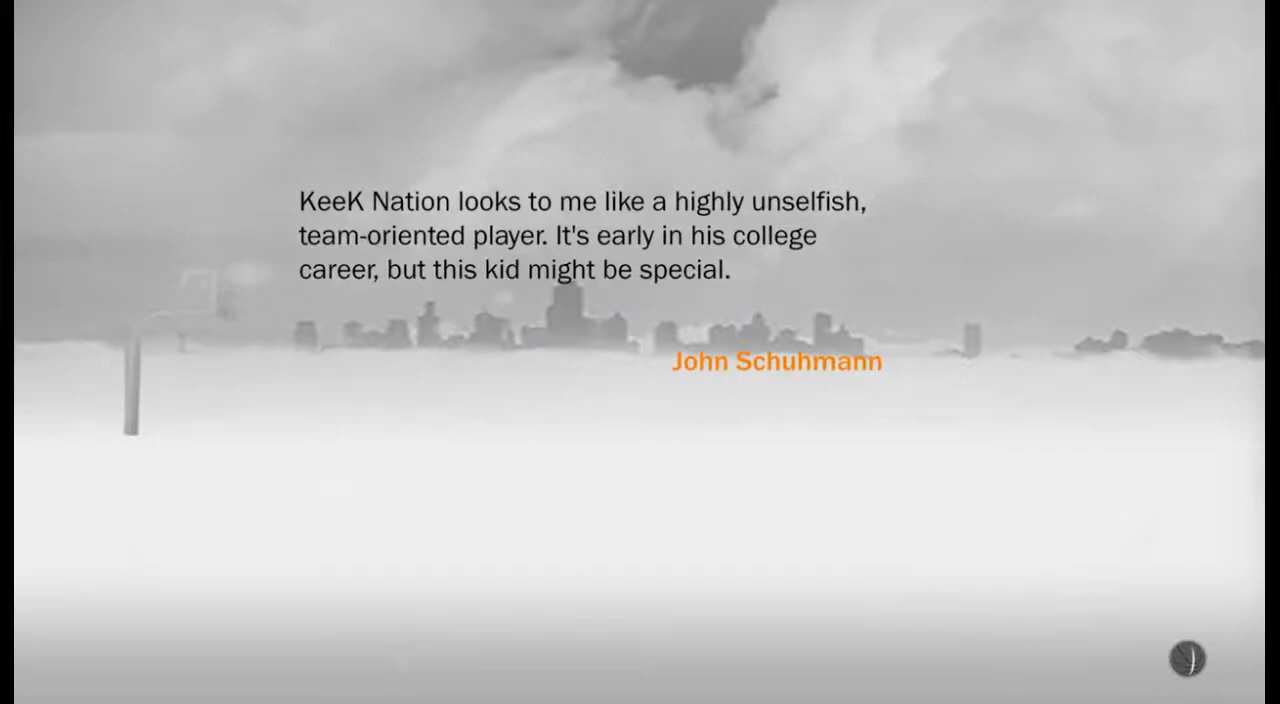 KeeK Nation looks to me like a highly unselfish,
team-oriented player. It's early in his college
career, but this kid might be special.
John Schuhmann